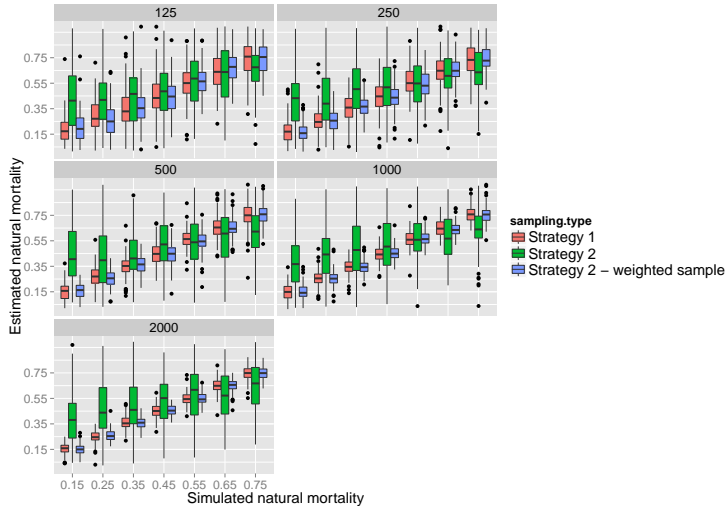 125
250
0.75
0.55
0.35
0.15
500
1000
0.75
0.55
0.35
0.15
2000
0.75
0.55
0.35
0.15
0.15 0.25 0.35 0.45 0.55 0.65 0.75
Simulated natural mortality
Estimated natural mortality
sampling.type
Strategy 1
Strategy 2
Strategy 2 − weighted sample